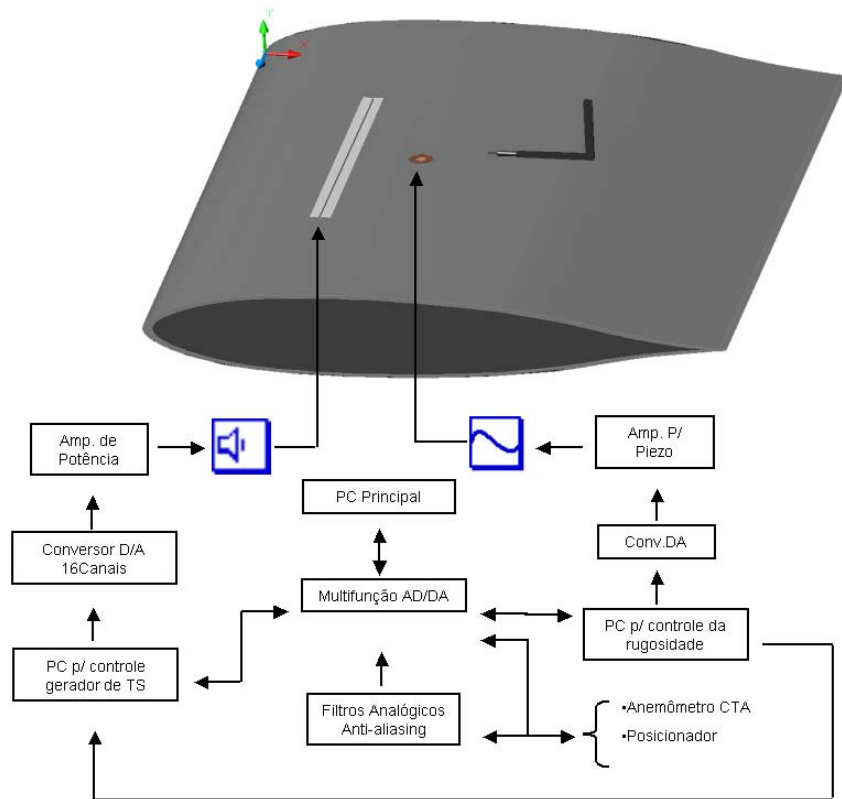 Y
X
Amp. de
Potência
Amp. P/
Piezo
PC Principal
Conversor D/A
16Canais
Conv.DA
Multifunção AD/DA
PC p/ controle da
rugosidade
PC p/ controle
gerador de TS
Filtros Analógicos
Anti-aliasing
•Anemômetro CTA
•Posicionador